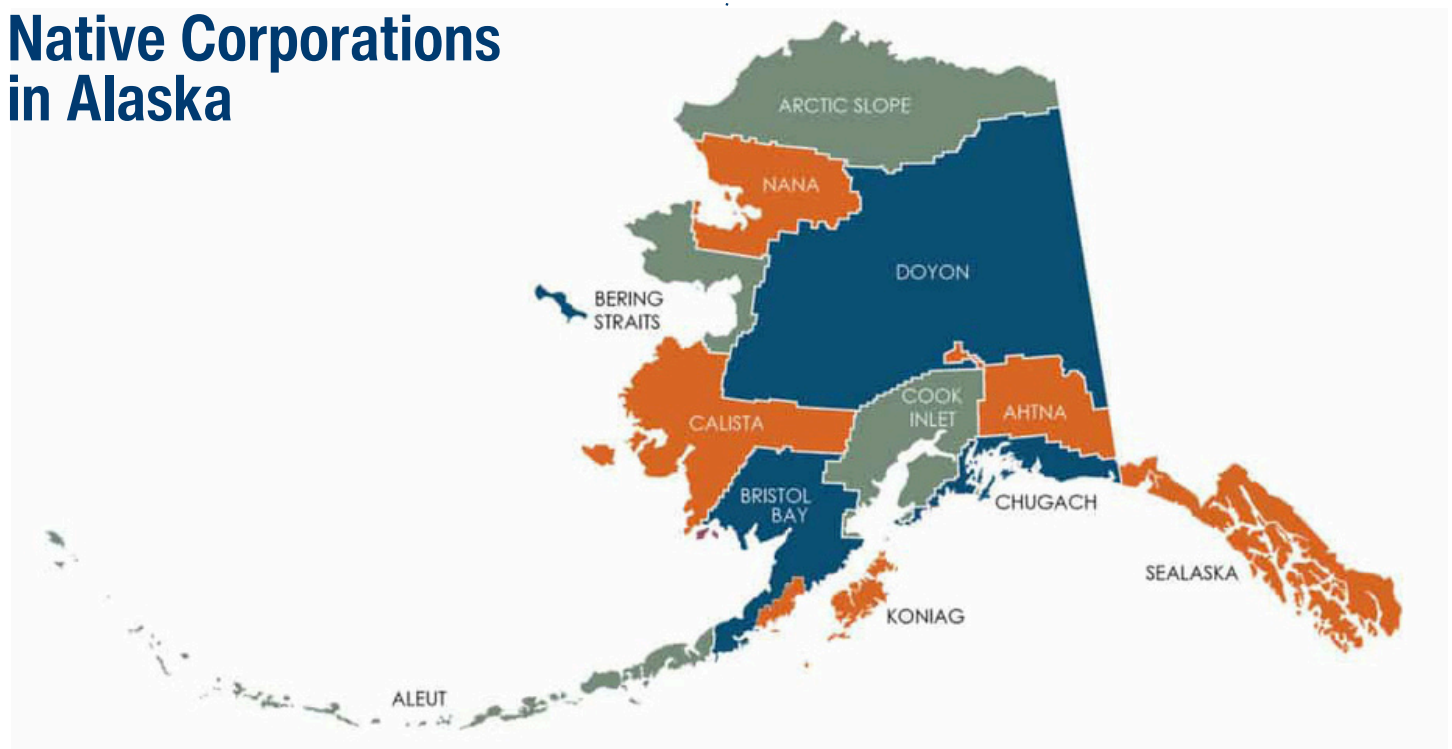 Native Corporations
in Alaska
ARCTIC SLOPE
NANA
DOYON
BERING
STRAITS
COOK
INLET
AHTNA
CALISTA
BRISTOL
BAY
CHUGACH
SEALASKA
KONIAG
ALEUT